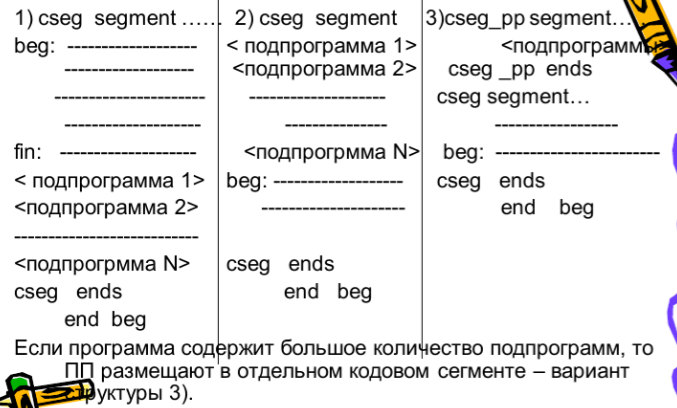 1) cseg segment ……
beg: -------------------
-------------------
----------------------
--------------------
fin: --------------------
< подпрограмма 1>
<подпрограмма 2>
---------------------------
<подпрогрмма N>
cseg ends
end beg
2) cseg segment
< подпрограмма 1>
<подпрограмма 2>
--------------------
---------------
<подпрогрмма N>
beg: -------------------
---------------------
cseg ends
end beg
3)cseg_pp segment…
<подпрограммы>
cseg _pp ends
cseg segment…
------------------
beg: ------------------------
cseg ends
end beg
Если программа содержит большое количество подпрограмм, то
ПП размещают в отдельном кодовом сегменте – вариант
структуры 3).